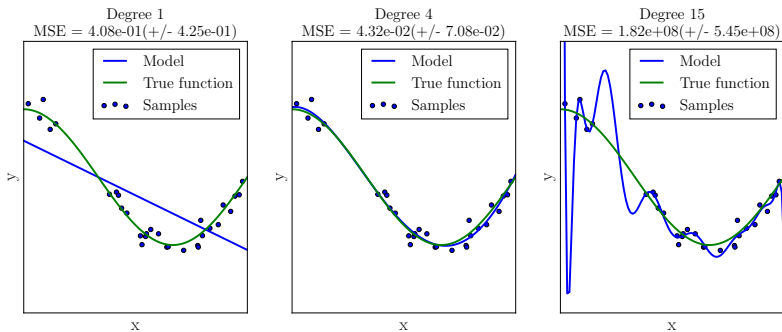 Degree 1
MSE = 4.08e-01(+/- 4.25e-01)
Model
True function
Samples
y
x
Degree 4
MSE = 4.32e-02(+/- 7.08e-02)
Model
True function
Samples
y
x
Degree 15
MSE = 1.82e+08(+/- 5.45e+08)
Model
True function
Samples
y
x